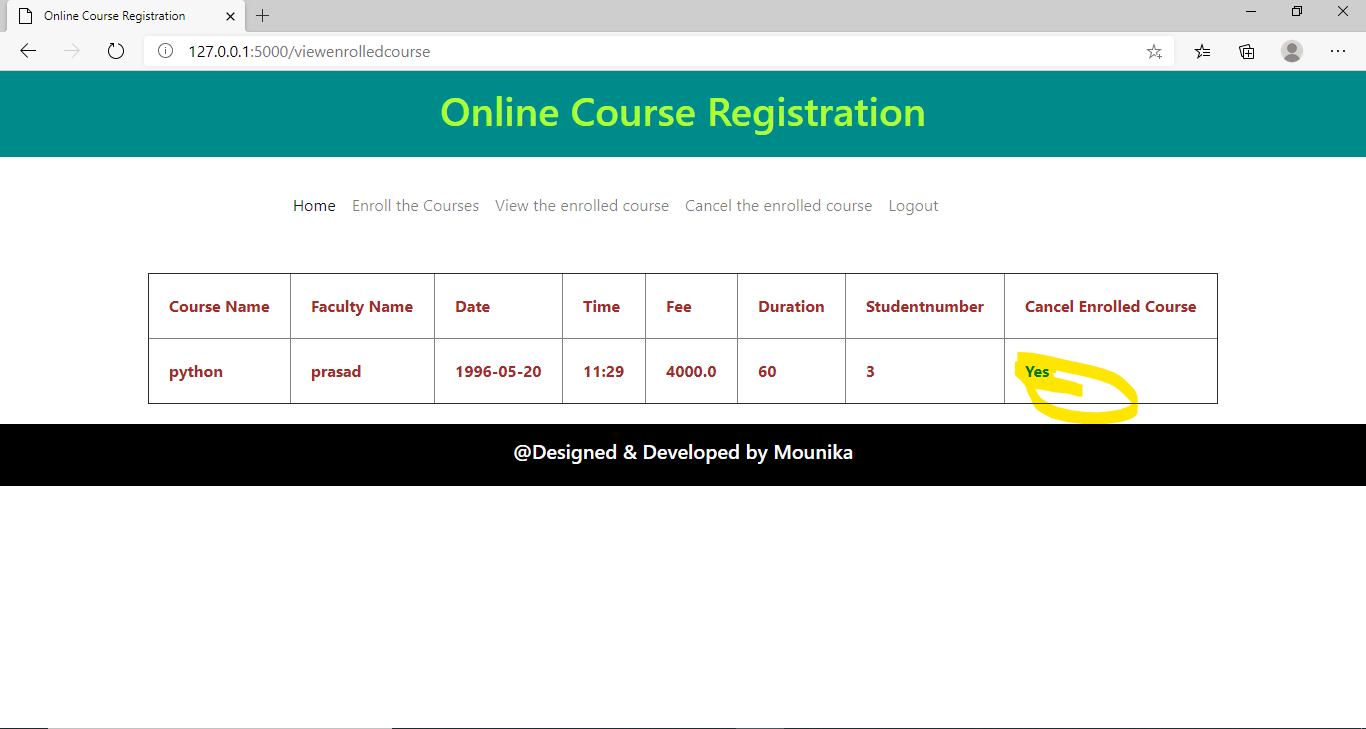 Online Course Registration
127.0.0.1:5000/viewenrolledcourse
Online Course Registration
Home Enroll the Courses View the enrolled course Cancel the enrolled course Logout
Course Name Faculty Name Date Time Fee Duration Studentnumber Cancel Enrolled Course
python prasad 1996-05-20 11:29 4000.0 60 3 Yes
@Designed & Developed by Mounika